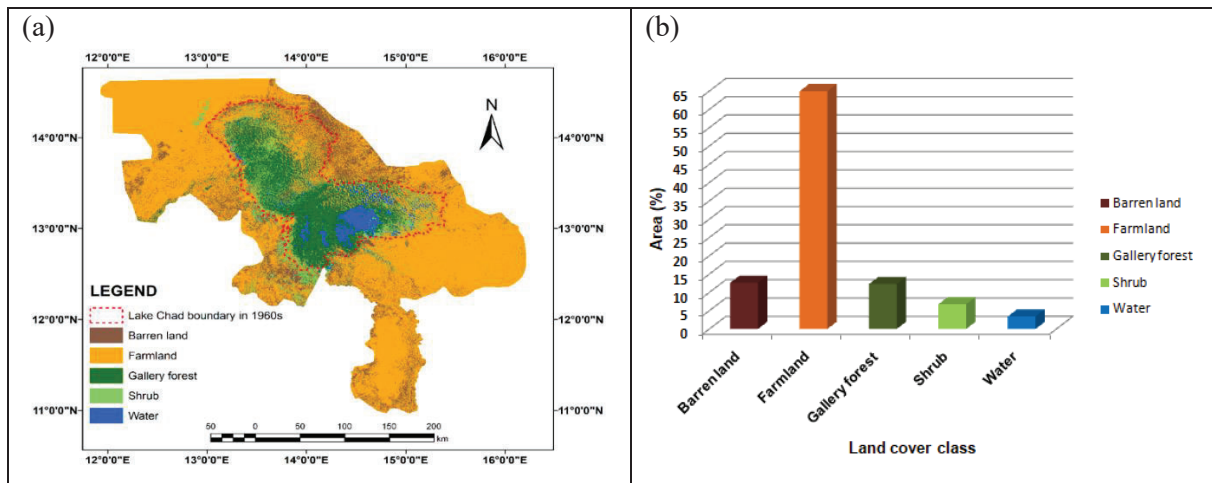 (a)
12°0'0"E 13°0'0"E 14°0'0"E 15°0'0"E 16°0'0"E
N
14°0'0"N 14°0'0"N
13°0'0"N 13°0'0"N
LEGEND
Lake Chad boundary in 1960s
Barren land
Farmland
Gallery forest
Shrub
Water
12°0'0"N 12°0'0"N
11°0'0"N 11°0'0"N
50 25 0 50 100 150 200
km
12°0'0"E 13°0'0"E 14°0'0"E 15°0'0"E 16°0'0"E
(b)
Area (%)
65
60
55
50
45
40
35
30
25
20
15
10
5
0
Barren land
Farmland
Gallery forest
Shrub
Water
Land cover class
Barren land
Farmland
Gallery forest
Shrub
Water